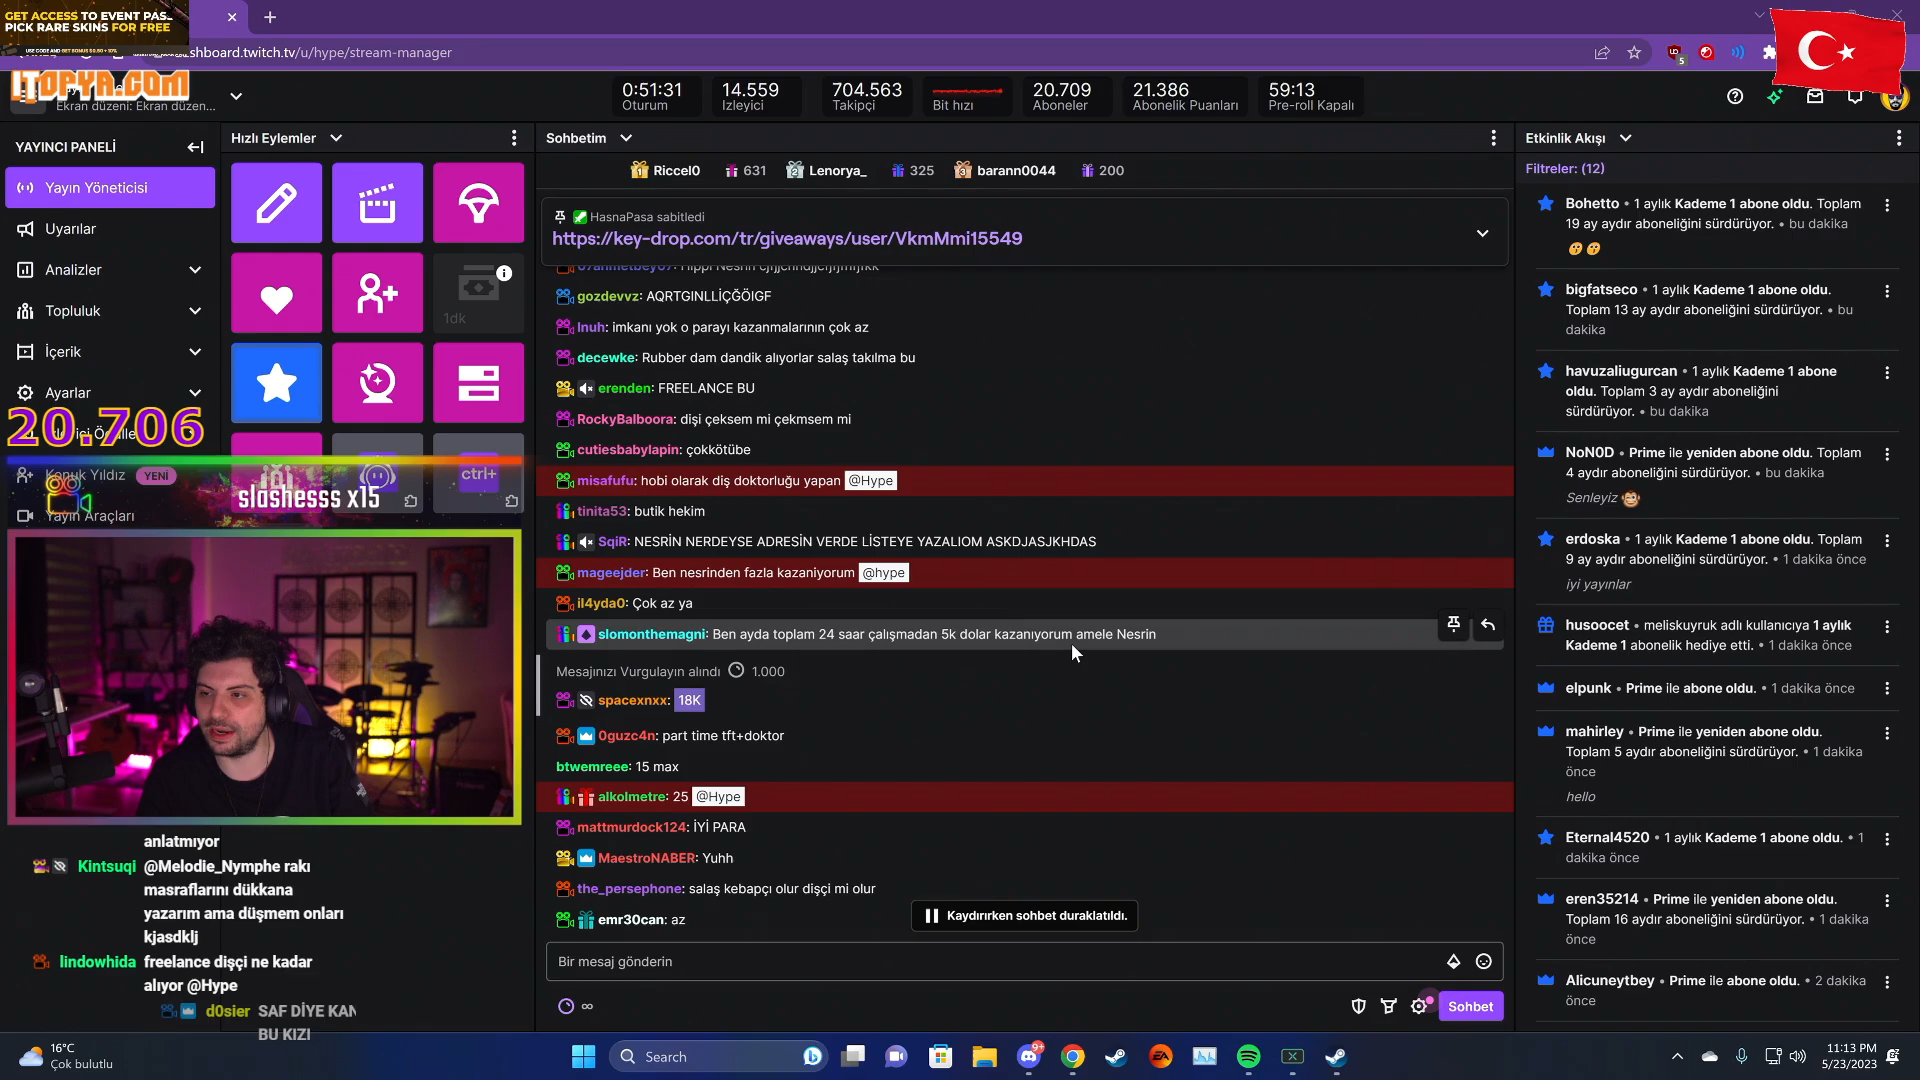 GET ACCESS TO EVENT PAS..
PICK RARE SKINS FOR FREE
USE CODE AND GET BONUS $0.50 + 10%
shboard.twitch.tv/u/hype/stream-manager
5
iTOPYA.COM
Ekran düzeni: Ekran düzen...
0:51:31
Oturum
14.559
İzleyici
704.563
Takipçi
Bit hızı
20.709
Aboneler
21.386
Abonelik Puanları
59:13
Pre-roll Kapalı
YAYINCI PANELİ
Yayın Yöneticisi
Uyarılar
Analizler
Topluluk
İçerik
Ayarlar
20.706
Konuk Yıldız YENİ
Yayın Araçları
slashesss x15
Hızlı Eylemler
1dk
ctrl+
Sohbetim
Riccel0 631 Lenorya_ 325 barann0044 200
HasnaPasa sabitledi
https://key-drop.com/tr/giveaways/user/VkmMmi15549
gozdevvz: AQRTGINLLİÇĞÖIGF
lnuh: imkanı yok o parayı kazanmalarının çok az
decewke: Rubber dam dandik alıyorlar salaş takılma bu
erenden: FREELANCE BU
RockyBalboora: dişi çeksem mi çekmsem mi
cutiesbabylapin: çokkötübe
misafufu: hobi olarak diş doktorluğu yapan @Hype
tinita53: butik hekim
SqiR: NESRİN NERDEYSE ADRESİN VERDE LİSTEYE YAZALIOM ASKDJASJKHDAS
mageejder: Ben nesrinden fazla kazaniyorum @hype
il4yda0: Çok az ya
slomonthemagni: Ben ayda toplam 24 saar çalışmadan 5k dolar kazanıyorum amele Nesrin
Mesajınızı Vurgulayın alındı 1.000
spacexnxx: 18K
0guzc4n: part time tft+doktor
btwemreee: 15 max
alkolmetre: 25 @Hype
mattmurdock124: İYİ PARA
MaestroNABER: Yuhh
the_persephone: salaş kebapçı olur dişçi mi olur
emr30can: az
Kaydırırken sohbet duraklatıldı.
Bir mesaj gönderin
Sohbet
Etkinlik Akışı
Filtreler: (12)
Bohetto • 1 aylık Kademe 1 abone oldu. Toplam
19 ay aydır aboneliğini sürdürüyor. • bu dakika
bigfatseco • 1 aylık Kademe 1 abone oldu.
Toplam 13 ay aydır aboneliğini sürdürüyor. • bu
dakika
havuzaliugurcan • 1 aylık Kademe 1 abone
oldu. Toplam 3 ay aydır aboneliğini
sürdürüyor. • bu dakika
NoN0D • Prime ile yeniden abone oldu. Toplam
4 aydır aboneliğini sürdürüyor. • bu dakika
Senleyiz
erdoska • 1 aylık Kademe 1 abone oldu. Toplam
9 ay aydır aboneliğini sürdürüyor. • 1 dakika önce
iyi yayınlar
husoocet • meliskuyruk adlı kullanıcıya 1 aylık
Kademe 1 abonelik hediye etti. • 1 dakika önce
elpunk • Prime ile abone oldu. • 1 dakika önce
mahirley • Prime ile yeniden abone oldu.
Toplam 5 aydır aboneliğini sürdürüyor. • 1 dakika
önce
hello
Eternal4520 • 1 aylık Kademe 1 abone oldu. • 1
dakika önce
eren35214 • Prime ile yeniden abone oldu.
Toplam 16 aydır aboneliğini sürdürüyor. • 1 dakika
önce
Alicuneytbey • Prime ile abone oldu. • 2 dakika
önce
anlatmıyor
Kintsuqi @Melodie_Nymphe rakı
masraflarını dükkana
yazarım ama düşmem onları
kjasdklj
lindowhida freelance dişçi ne kadar
alıyor @Hype
d0sier SAF DİYE KAN
BU KIZI
16°C
Çok bulutlu
Search
9+
11:13 PM
5/23/2023